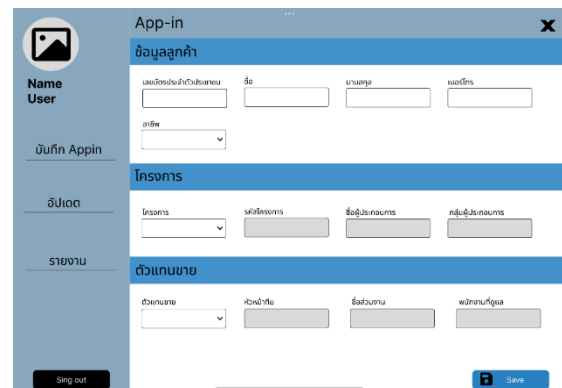 App-in
ข้อมูลลูกค้า
Name
User
เลขบัตรประจำตัวประชาชน
ชื่อ
นามสกุล
เบอร์โทร
อาชีพ
บันทึก Appin
โครงการ
อัปเดต
โครงการ
รหัสโครงการ
ชื่อผู้ประกอบการ
กลุ่มผู้ประกอบการ
รายงาน
ตัวแทนขาย
ตัวแทนขาย
หัวหน้าทีม
ชื่อส่วนงาน
พนักงานที่ดูแล
Sing out
Save